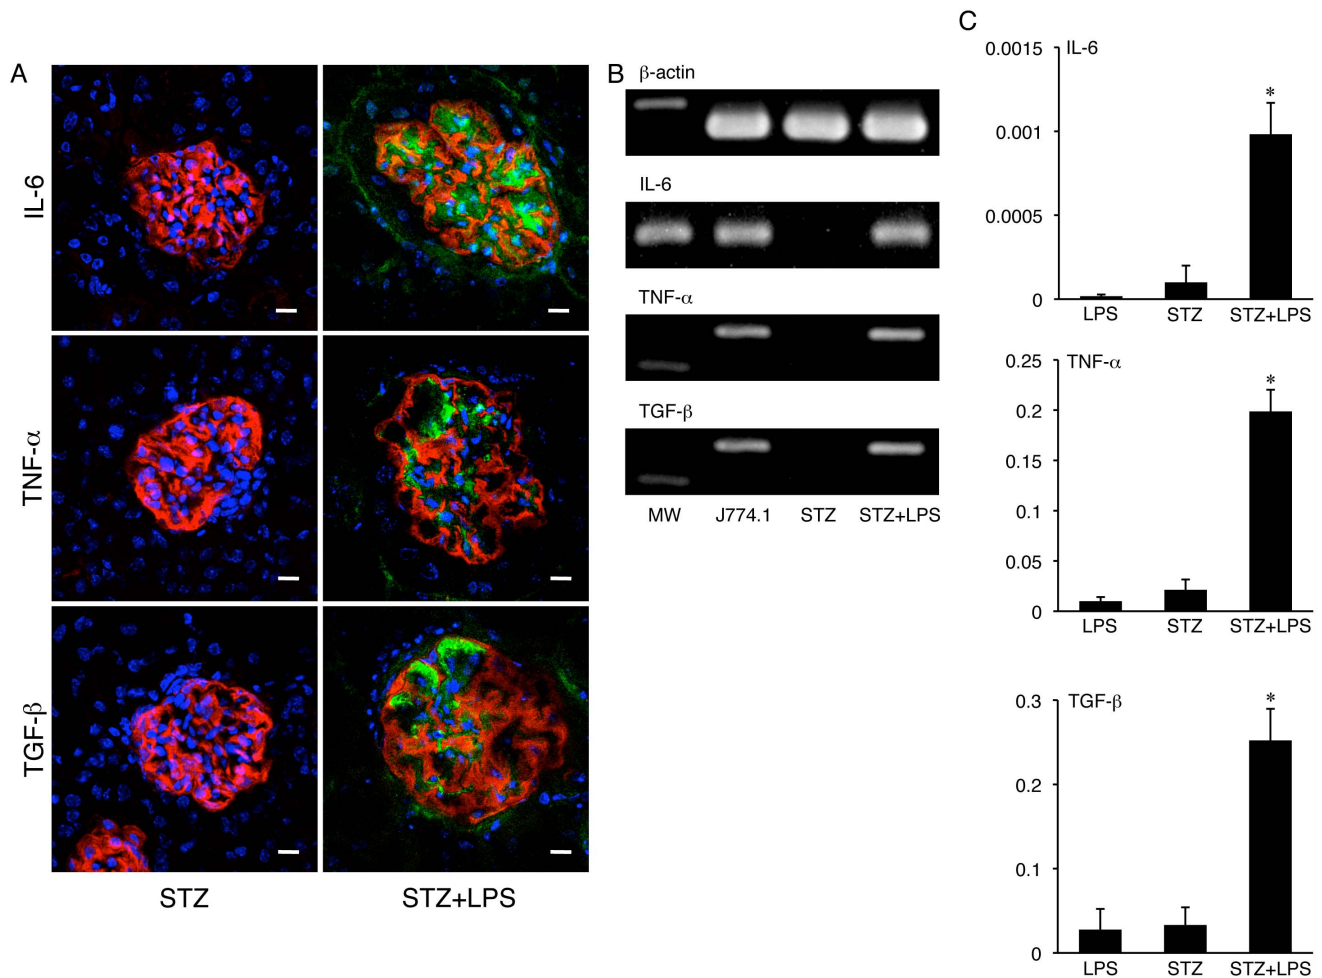 A
IL-6
TNF-α
TGF-β
STZ
STZ+LPS
B
β-actin
IL-6
TNF-α
TGF-β
MW J774.1 STZ STZ+LPS
C
IL-6
0.0015
0.001
0.0005
0
*
LPS STZ STZ+LPS
TNF-α
0.25
0.2
0.15
0.1
0.05
0
*
LPS STZ STZ+LPS
TGF-β
0.3
0.2
0.1
0
*
LPS STZ STZ+LPS